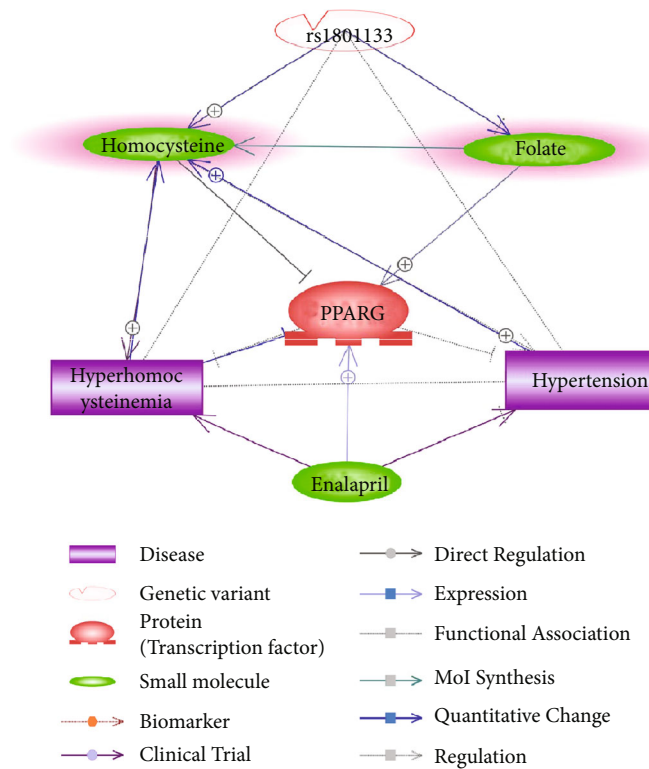 rs1801133
Homocysteine
Folate
PPARG
Hyperhomoc
ysteinemia
Hypertension
Enalapril
Disease
Genetic variant
Protein
(Transcription factor)
Small molecule
Biomarker
Clinical Trial
Direct Regulation
Expression
Functional Association
MoI Synthesis
Quantitative Change
Regulation